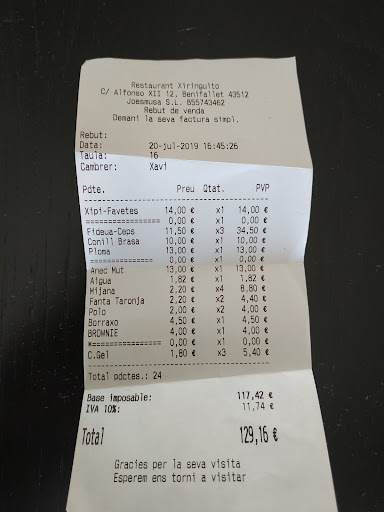 Restaurant Xiringuito
C/ Alfonso XII 12, Benifallet 43512
Joesmusa S.L. B55743462
Rebut de venda
Demani la seva factura simpl.
Rebut:
Data: 20-jul-2019 16:45:26
Taula: 16
Cambrer: Xavi
Pdte. Preu Qtat. PVP
Xipi-Favetes 14,00 € x1 14,00 €
================ 0,00 € x1 0,00 €
Fideua-Ceps 11,50 € x3 34,50 €
Conill Brasa 10,00 € x1 10,00 €
Ploma 13,00 € x1 13,00 €
============== 0,00 € x1 0,00 €
Anec Mut 13,00 € x1 13,00 €
Aigua 1,82 € x1 1,82 €
Mijana 2,20 € x4 8,80 €
Fanta Taronja 2,20 € x2 4,40 €
Polo 2,00 € x2 4,00 €
Borraxo 4,50 € x1 4,50 €
BROWNIE 4,00 € x1 4,00 €
*================ 0,00 € x1 0,00 €
C.Gel 1,80 € x3 5,40 €
Total pdctes.: 24
Base imposable: 117,42 €
IVA 10%: 11,74 €
Total 129,16 €
Gracies per la seva visita
Esperem ens torni a visitar